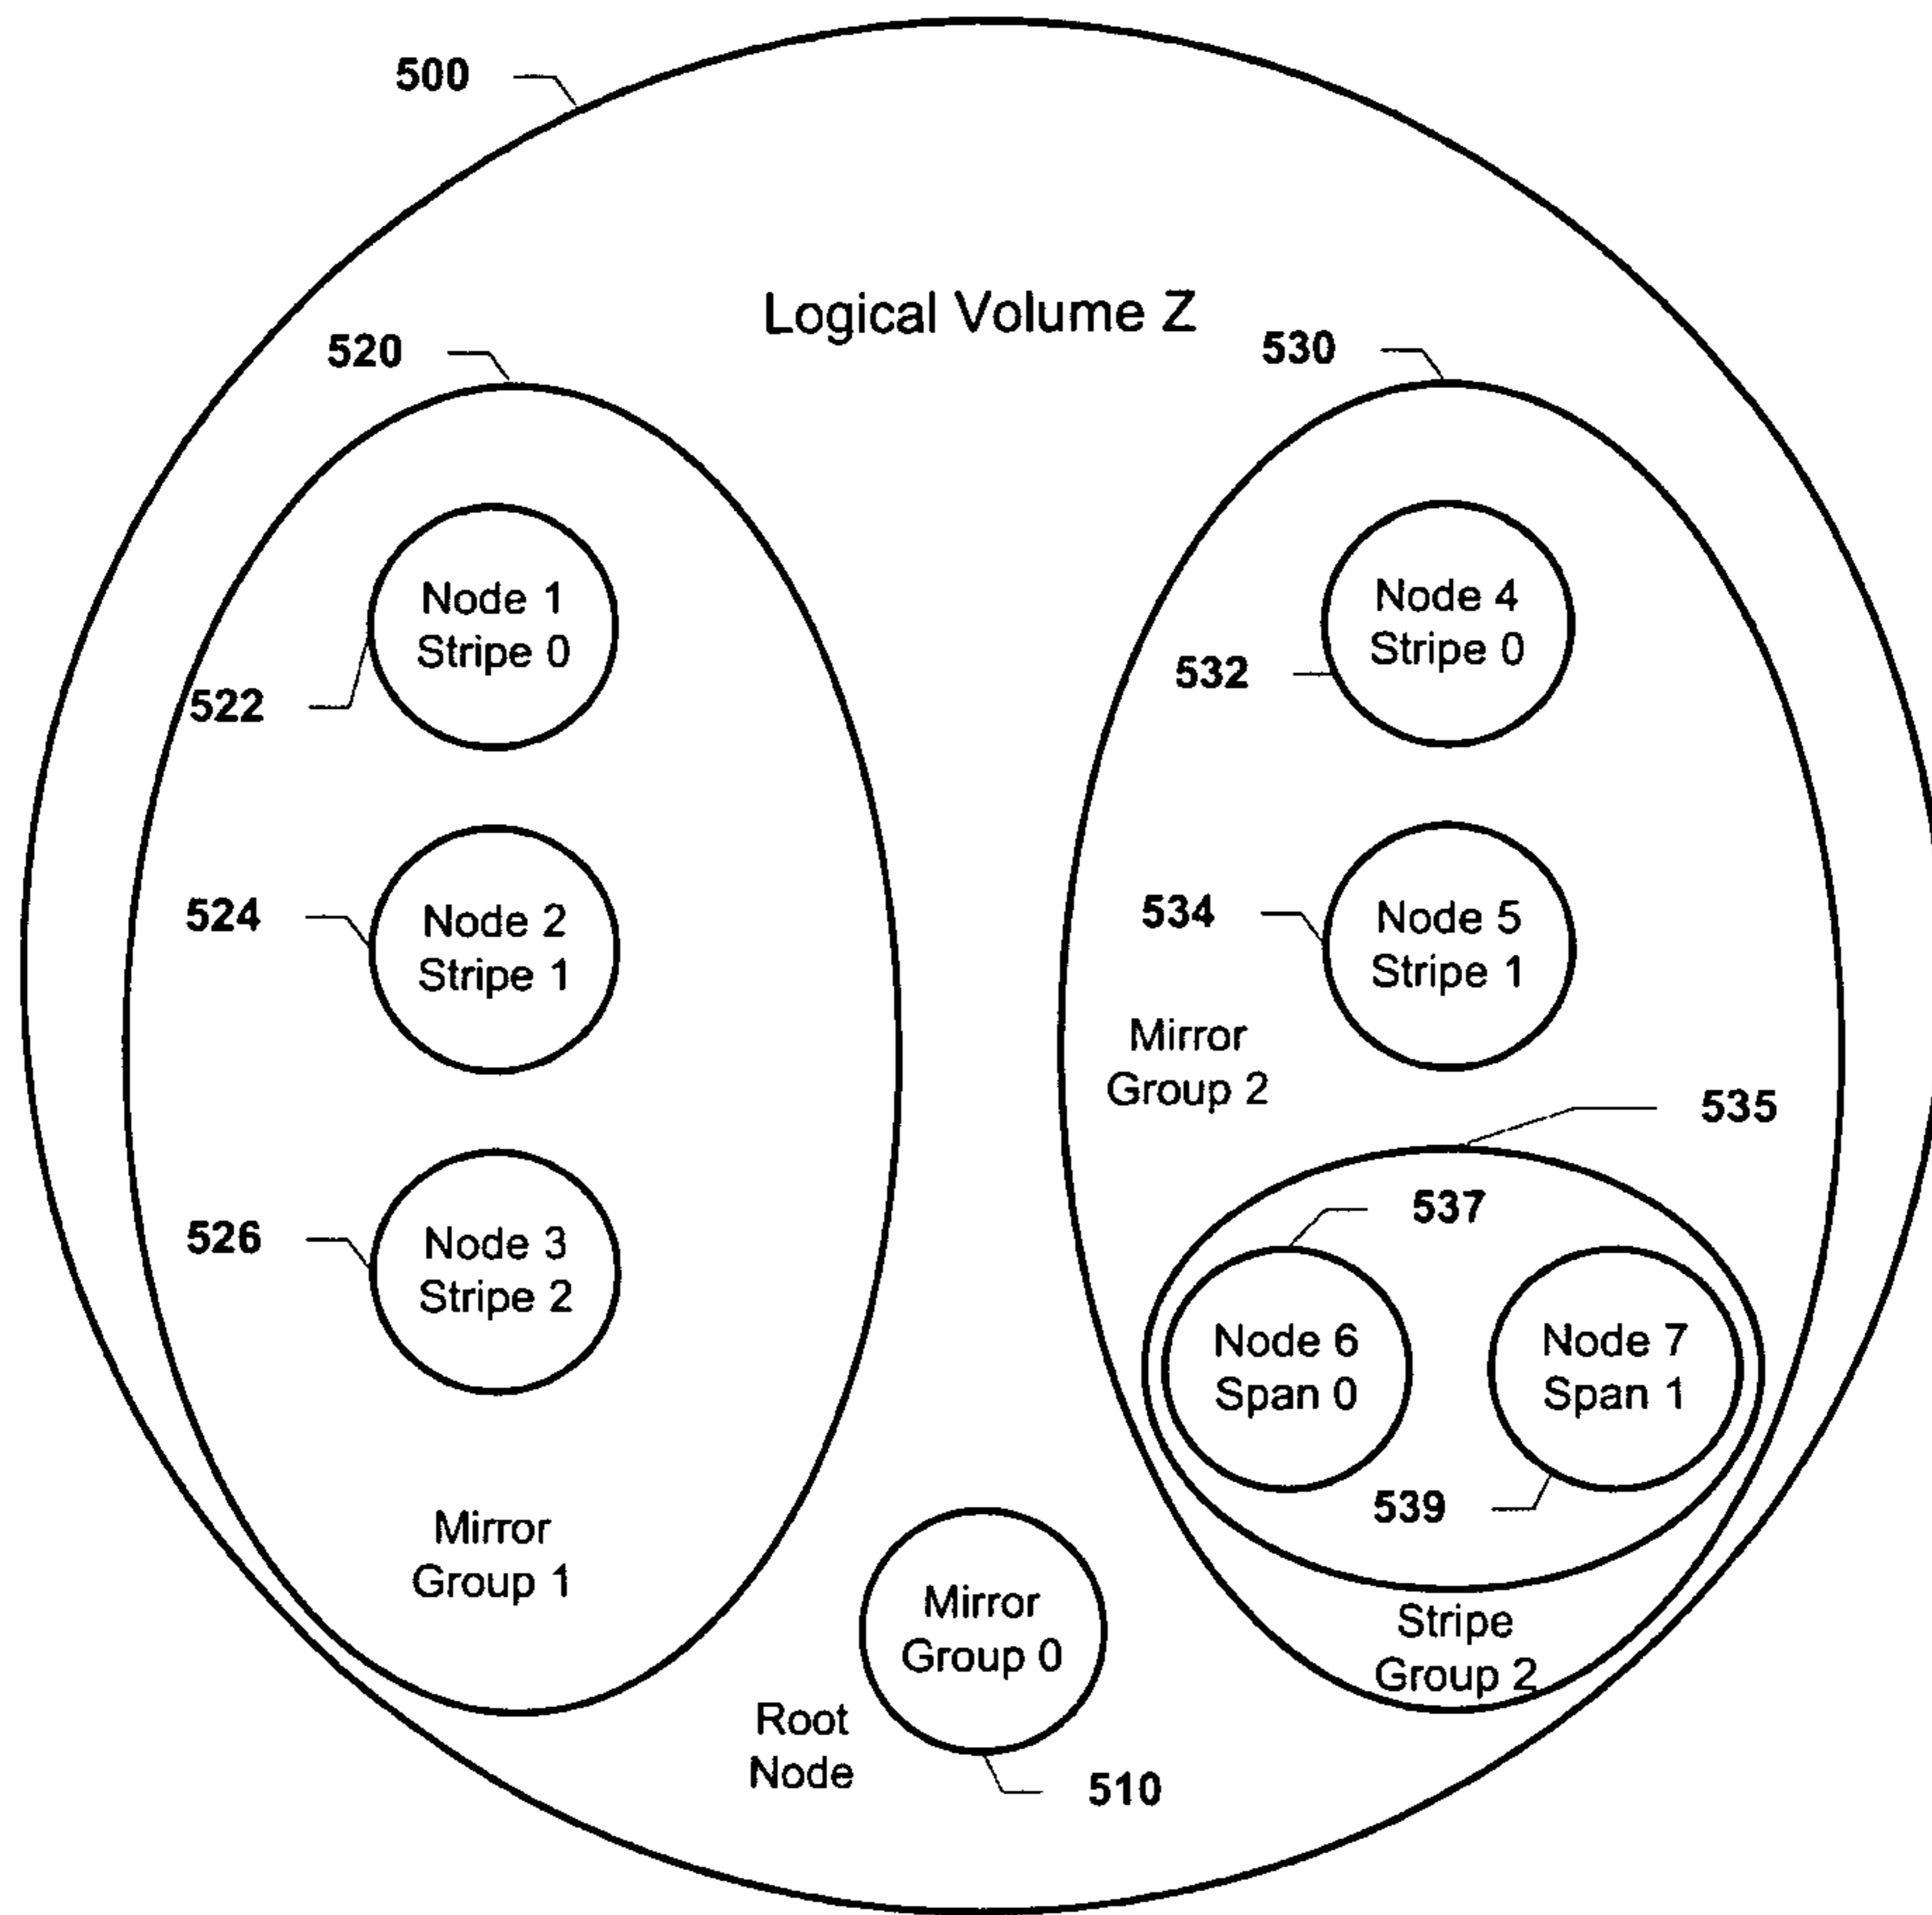 500
Logical Volume Z
520
530
Node 1
Stripe 0
522
Node 4
Stripe 0
532
Node 2
Stripe 1
524
Node 5
Stripe 1
534
Mirror
Group 2
535
Node 3
Stripe 2
526
537
Node 6
Span 0
Node 7
Span 1
539
Mirror
Group 1
Mirror
Group 0
Stripe
Group 2
Root
Node
510